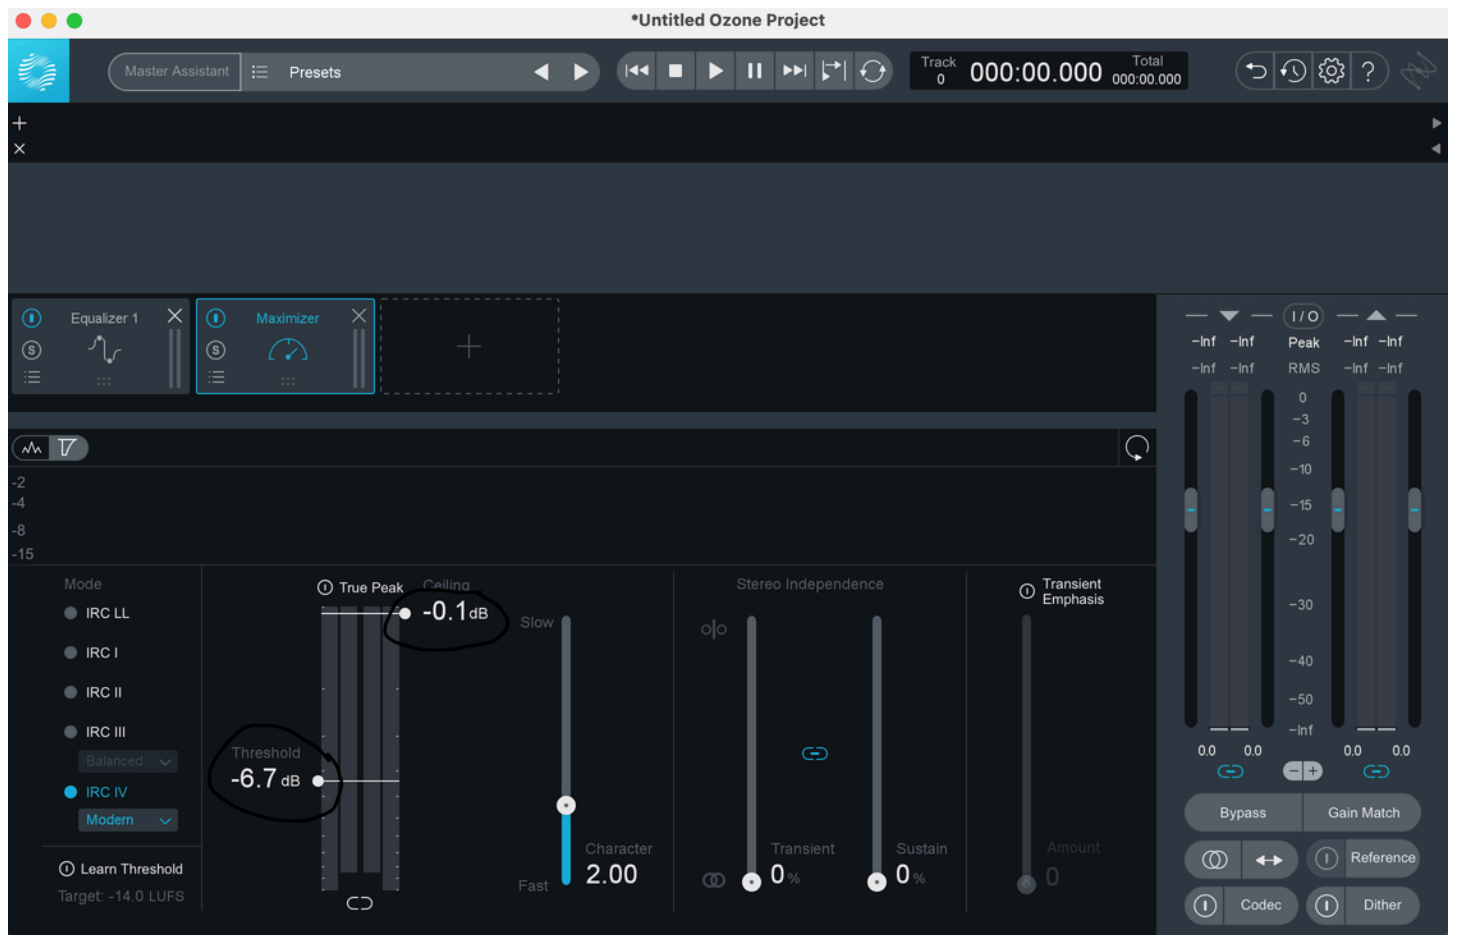 *Untitled Ozone Project
Master Assistant Presets
Track 0 000:00.000 Total 000:00.000
?
Equalizer 1
S
Maximizer
S
I/O
-Inf -Inf Peak -Inf -Inf
-Inf -Inf RMS -Inf -Inf
0
-3
-6
-10
-15
-20
-30
-40
-50
-Inf
0.0 0.0 0.0 0.0
Bypass Gain Match
Reference
Codec Dither
-2
-4
-8
-15
Mode
IRC LL
IRC I
IRC II
IRC III
Balanced
IRC IV
Modern
Learn Threshold
Target: -14.0 LUFS
True Peak Ceiling
-0.1 dB
Threshold
-6.7 dB
Slow
Character
2.00
Fast
Stereo Independence
Transient
0 %
Sustain
0 %
Transient
Emphasis
Amount
0